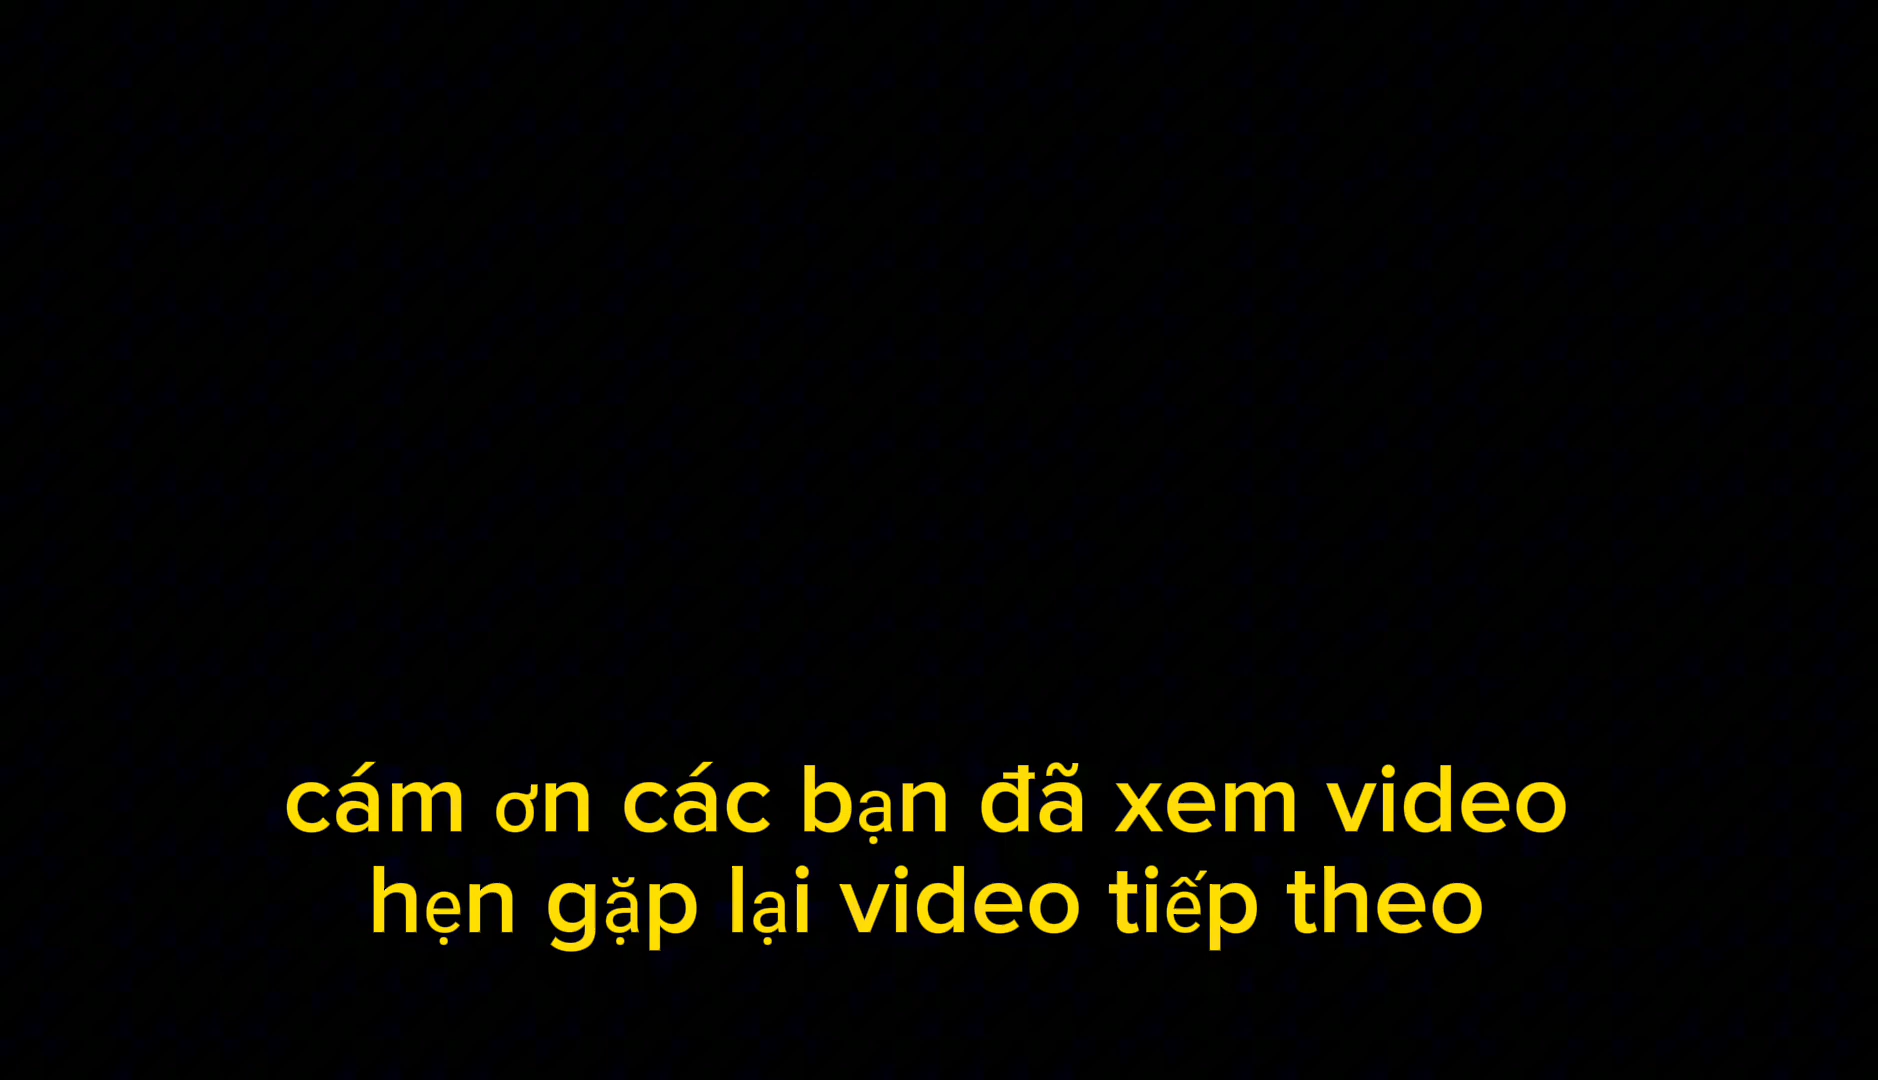 cám ơn các bạn đã xem video
hẹn gặp lại video tiếp theo